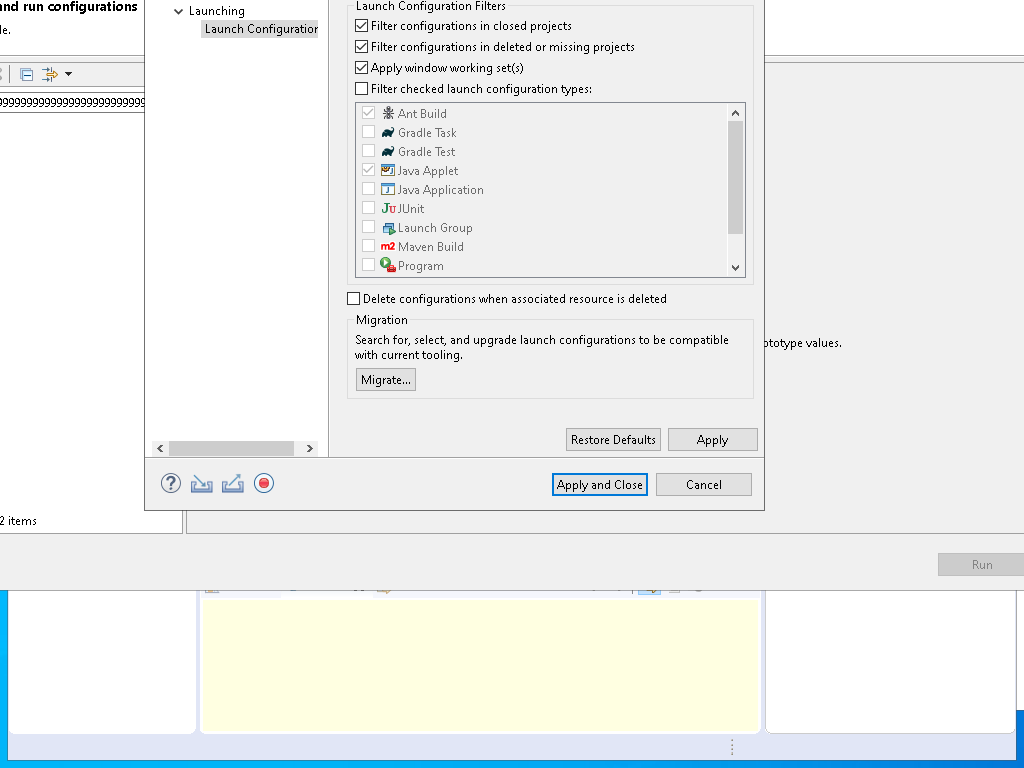 and run configurations
le.
Launching
Launch Configuration
Launch Configuration Filters
Filter configurations in closed projects
Filter configurations in deleted or missing projects
Apply window working set(s)
Filter checked launch configuration types:
Ant Build
Gradle Task
Gradle Test
Java Applet
Java Application
Ju JUnit
Launch Group
m2 Maven Build
Program
Delete configurations when associated resource is deleted
Migration
Search for, select, and upgrade launch configurations to be compatible
with current tooling.
Migrate...
ototype values.
Restore Defaults
Apply
Apply and Close
Cancel
2 items
Run